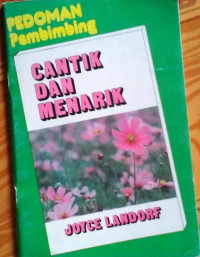 PEDOMAN
Pembimbing
CANTIK
DAN
MENARIK
JOYCE LANDORF